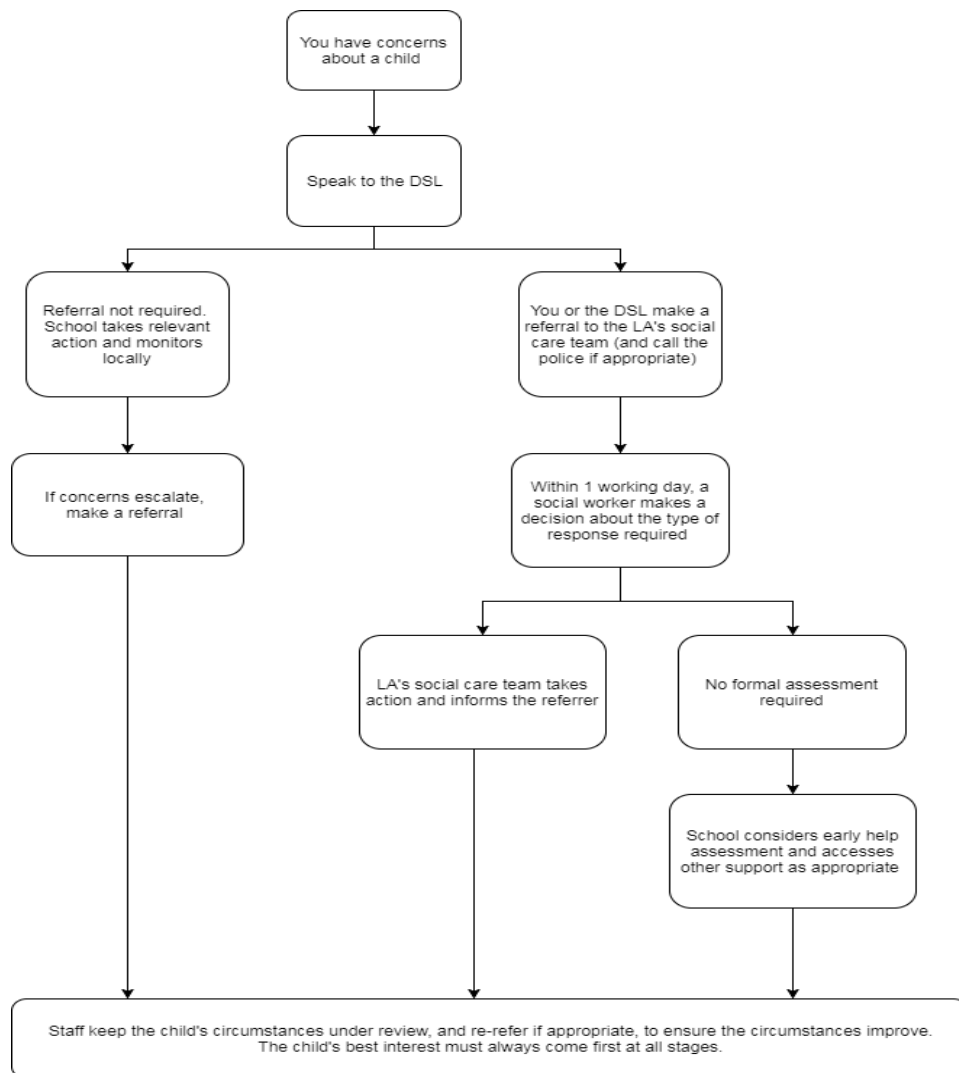 You have concerns
about a child
Speak to the DSL
Referral not required.
School takes relevant
action and monitors
locally
You or the DSL make a
referral to the LA's social
care team (and call the
police if appropriate)
If concerns escalate,
make a referral
Within 1 working day, a
social worker makes a
decision about the type of
response required
LA's social care team takes
action and informs the referrer
No formal assessment
required
School considers early help
assessment and accesses
other support as appropriate
Staff keep the child's circumstances under review, and re-refer if appropriate, to ensure the circumstances improve.
The child's best interest must always come first at all stages.